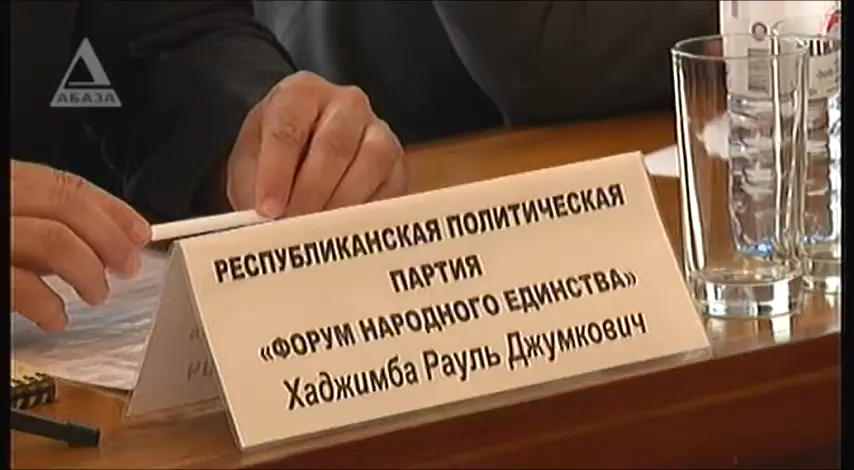 АБАЗА
РЕСПУБЛИКАНСКАЯ ПОЛИТИЧЕСКАЯ
ПАРТИЯ
«ФОРУМ НАРОДНОГО ЕДИНСТВА»
Хаджимба Рауль Джумкович